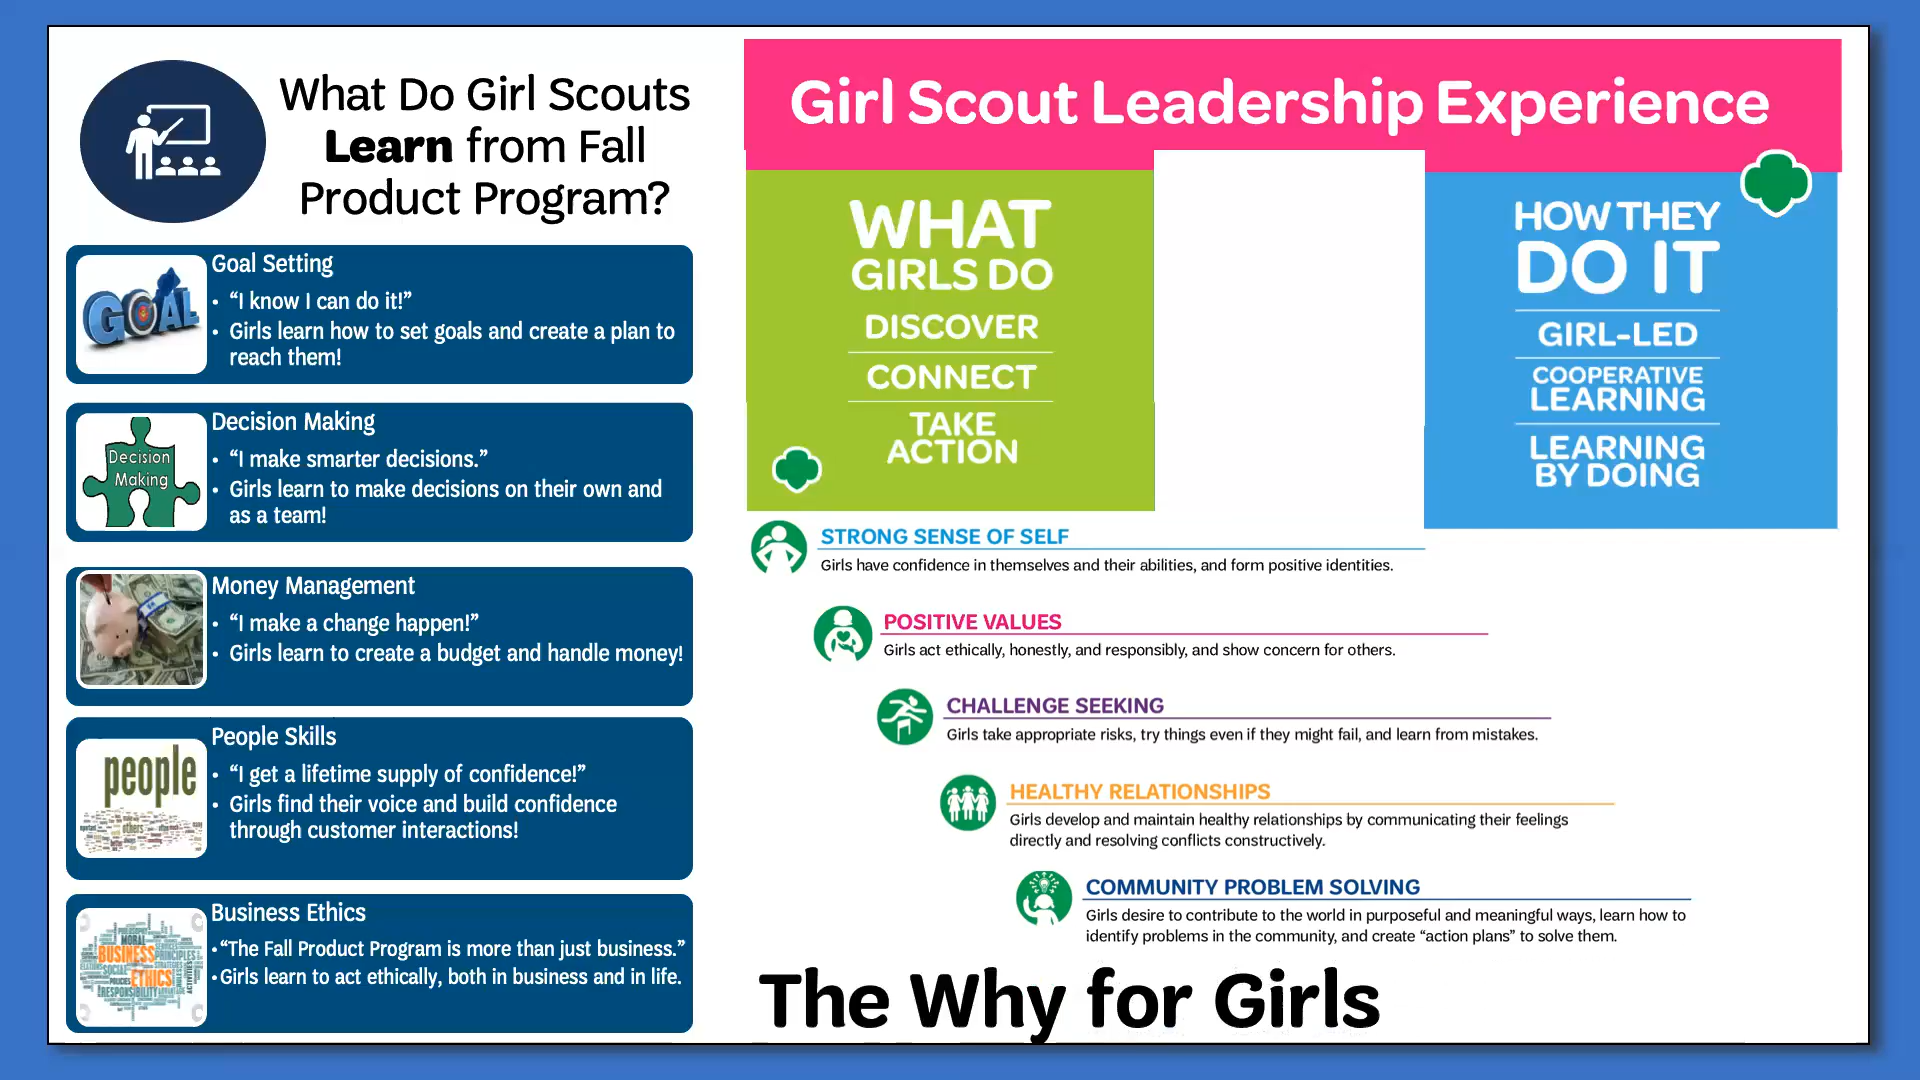 What Do Girl Scouts
Learn from Fall
Product Program?
GOAL
Goal Setting
• “I know I can do it!”
• Girls learn how to set goals and create a plan to
reach them!
Decision
Making
Decision Making
• “I make smarter decisions.”
• Girls learn to make decisions on their own and
as a team!
Money Management
• “I make a change happen!”
• Girls learn to create a budget and handle money!
people
others
People Skills
• “I get a lifetime supply of confidence!”
• Girls find their voice and build confidence
through customer interactions!
MORAL
BUSINESS
PRINCIPLES
SOCIAL
ETHICS
RESPONSIBILITY
Business Ethics
• “The Fall Product Program is more than just business.”
• Girls learn to act ethically, both in business and in life.
Girl Scout Leadership Experience
WHAT
GIRLS DO
DISCOVER
CONNECT
TAKE
ACTION
HOW THEY
DO IT
GIRL-LED
COOPERATIVE
LEARNING
LEARNING
BY DOING
STRONG SENSE OF SELF
Girls have confidence in themselves and their abilities, and form positive identities.
POSITIVE VALUES
Girls act ethically, honestly, and responsibly, and show concern for others.
CHALLENGE SEEKING
Girls take appropriate risks, try things even if they might fail, and learn from mistakes.
HEALTHY RELATIONSHIPS
Girls develop and maintain healthy relationships by communicating their feelings
directly and resolving conflicts constructively.
COMMUNITY PROBLEM SOLVING
Girls desire to contribute to the world in purposeful and meaningful ways, learn how to
identify problems in the community, and create “action plans” to solve them.
The Why for Girls